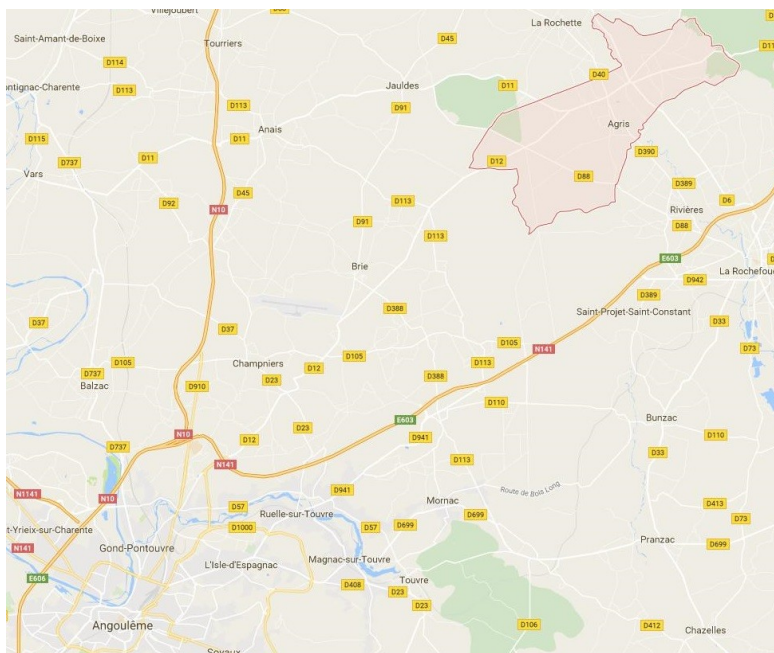 Villejoubert
La Rochette
Saint-Amant-de-Boixe
D45
Tourriers
D114
D40
D11
Jauldes
ontignac-Charente
D113
D113
D91
Agris
Anais
D115
D11
D390
D737
D11
D12
Vars
D88
D389
D92
D45
D113
D6
N10
Rivières
D91
D88
D113
Brie
E603
La Rochefouc
D942
D389
D388
Saint-Projet-Saint-Constant
D37
D33
D37
D105
D113
D105
N141
D73
D105
Champniers
D12
D737
D23
D388
D910
Balzac
D110
Bunzac
E603
D23
N10
D110
D12
D941
D737
D33
N141
D113
Route de Bois Long
D941
N1141
N10
Mornac
D413
D57
Ruelle-sur-Touvre
D699
D73
t-Yrieix-sur-Charente
D1000
D57
D699
Pranzac
D699
N141
Gond-Pontouvre
Magnac-sur-Touvre
L'Isle-d'Espagnac
E606
Touvre
D408
D23
D23
Angoulême
D106
D412
Chazelles
Soyaux